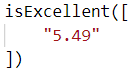 isExcellent([
    "5.49"
])